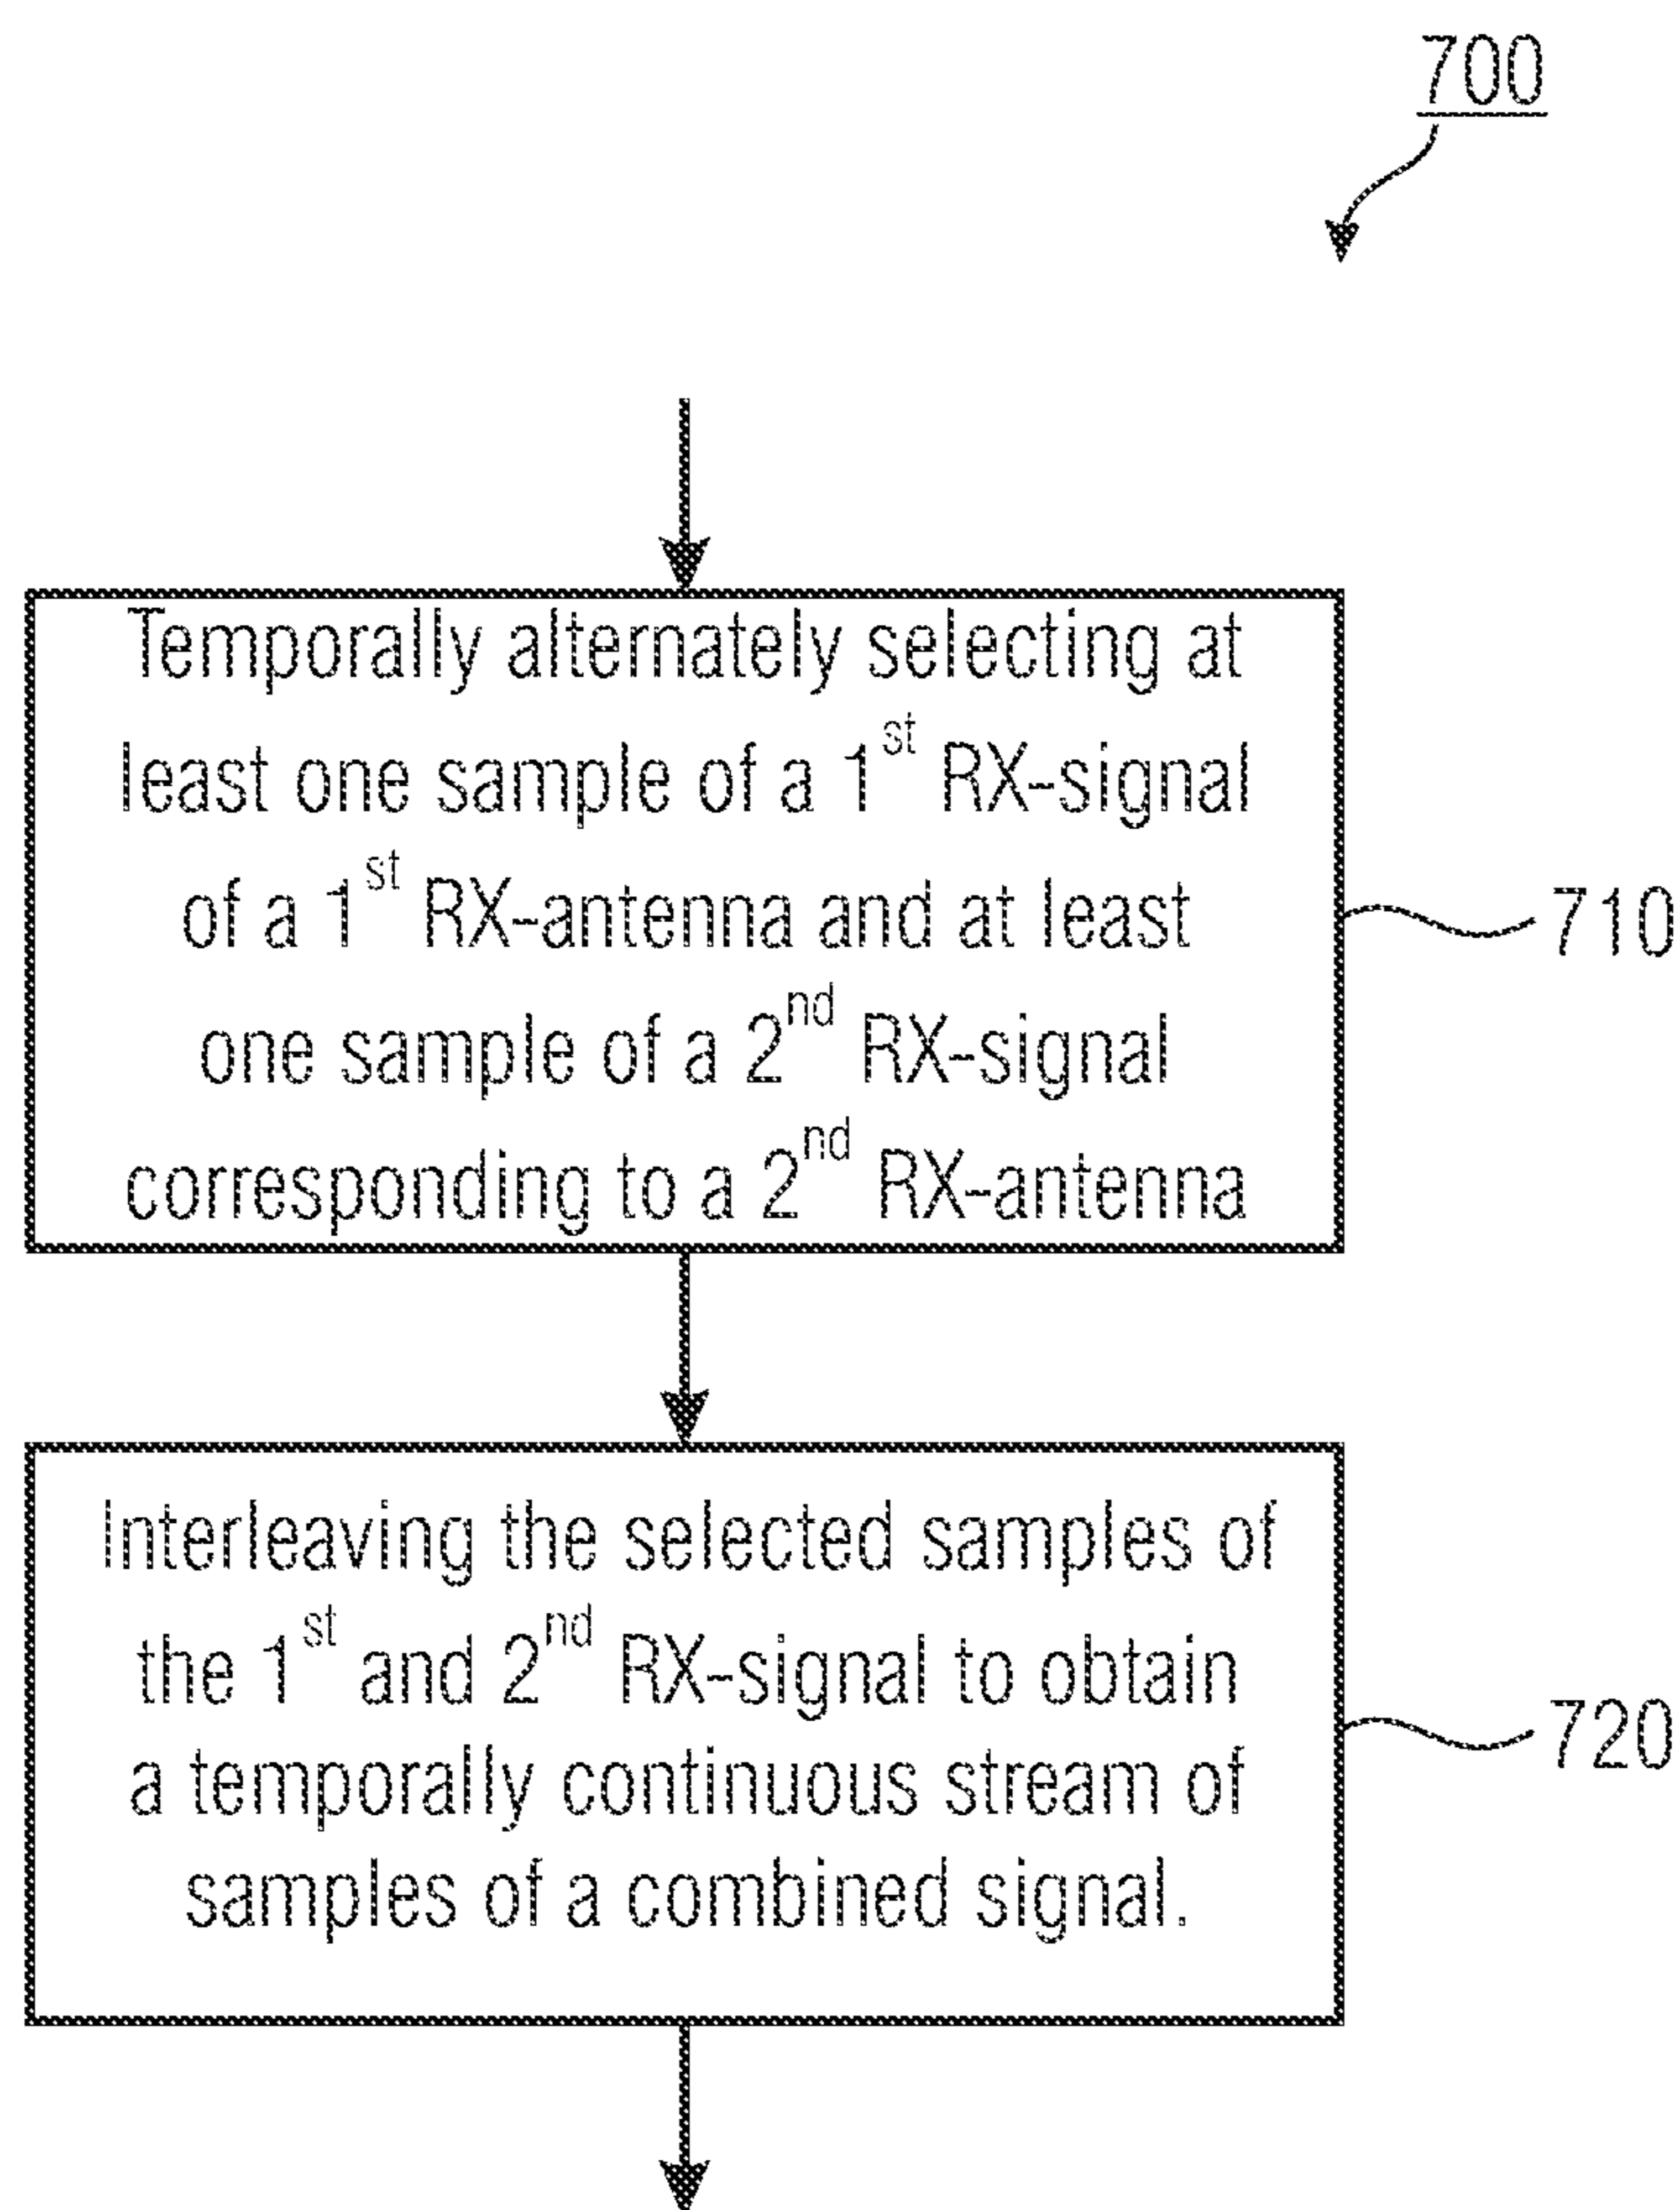 700
Temporally alternately selecting at
least one sample of a 1st RX-signal
of a 1st RX-antenna and at least
710
one sample of a 2nd RX-signal
corresponding to a 2nd RX-antenna
Interleaving the selected samples of
the 1st and 2nd RX-signal to obtain
720
a temporally continuous stream of
samples of a combined signal.